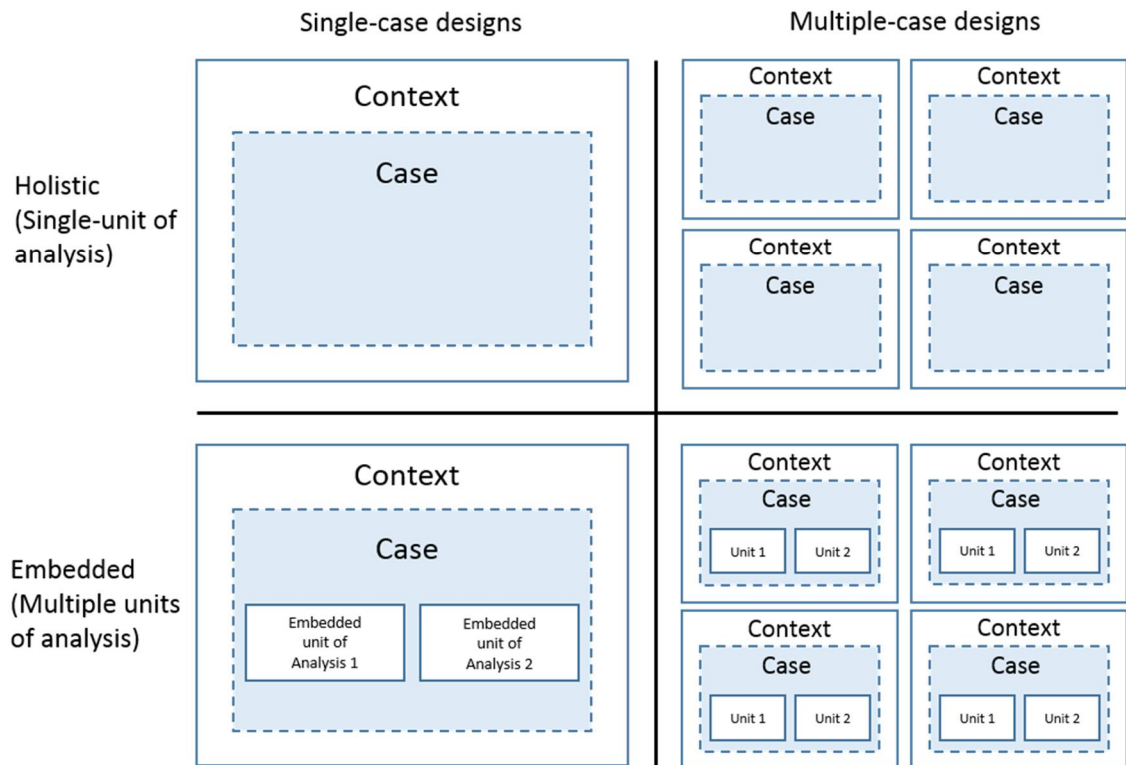 Single-case designs
Multiple-case designs
Holistic
(Single-unit of
analysis)
Context
Case
Context
Case
Context
Case
Context
Case
Context
Case
Embedded
(Multiple units
of analysis)
Context
Case
Embedded
unit of
Analysis 1
Embedded
unit of
Analysis 2
Context
Case
Unit 1
Unit 2
Context
Case
Unit 1
Unit 2
Context
Case
Unit 1
Unit 2
Context
Case
Unit 1
Unit 2